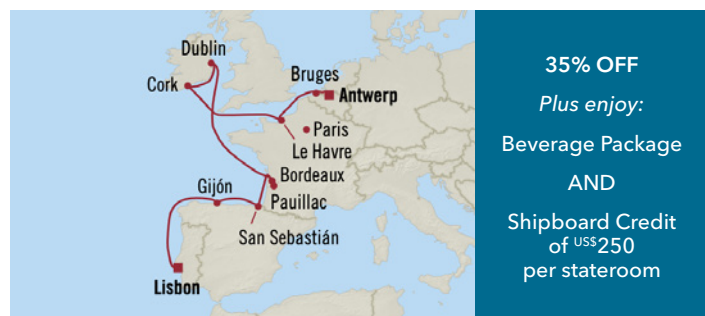 Dublin
Cork
Bruges
Antwerp
Paris
Le Havre
Bordeaux
Gijón
Pauillac
San Sebastián
Lisbon
35% OFF
Plus enjoy:
Beverage Package
AND
Shipboard Credit
of US$250
per stateroom